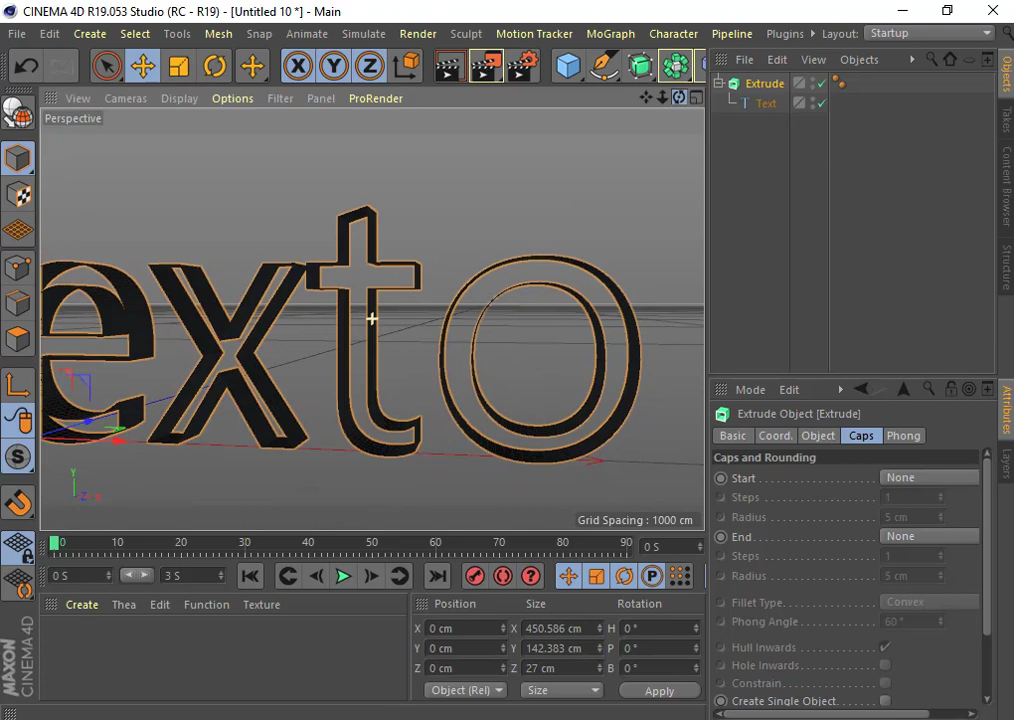 CINEMA 4D R19.053 Studio (RC - R19) - [Untitled 10 *] - Main
File Edit Create Select Tools Mesh Snap Animate Simulate Render Sculpt Motion Tracker MoGraph Character Pipeline Plugins Layout: Startup
X Y Z
File Edit View Objects
View Cameras Display Options Filter Panel ProRender
Extrude
T Text
Perspective
exto
Y
Z X
Grid Spacing : 1000 cm
Objects
Takes
Content Browser
Structure
Mode Edit
Extrude Object [Extrude]
Basic Coord. Object Caps Phong
Caps and Rounding
Start None
Steps 1
Radius 5 cm
End None
Steps 1
Radius 5 cm
Fillet Type Convex
Phong Angle 60 °
Hull Inwards
Hole Inwards
Constrain
Create Single Object
Attributes
Layers
S
0 10 20 30 40 50 60 70 80 90 0 S
0 S 3 S
P
Create Thea Edit Function Texture
Position Size Rotation
X 0 cm X 450.586 cm H 0 °
Y 0 cm Y 142.383 cm P 0 °
Z 0 cm Z 27 cm B 0 °
Object (Rel) Size Apply
MAXON
CINEMA 4D